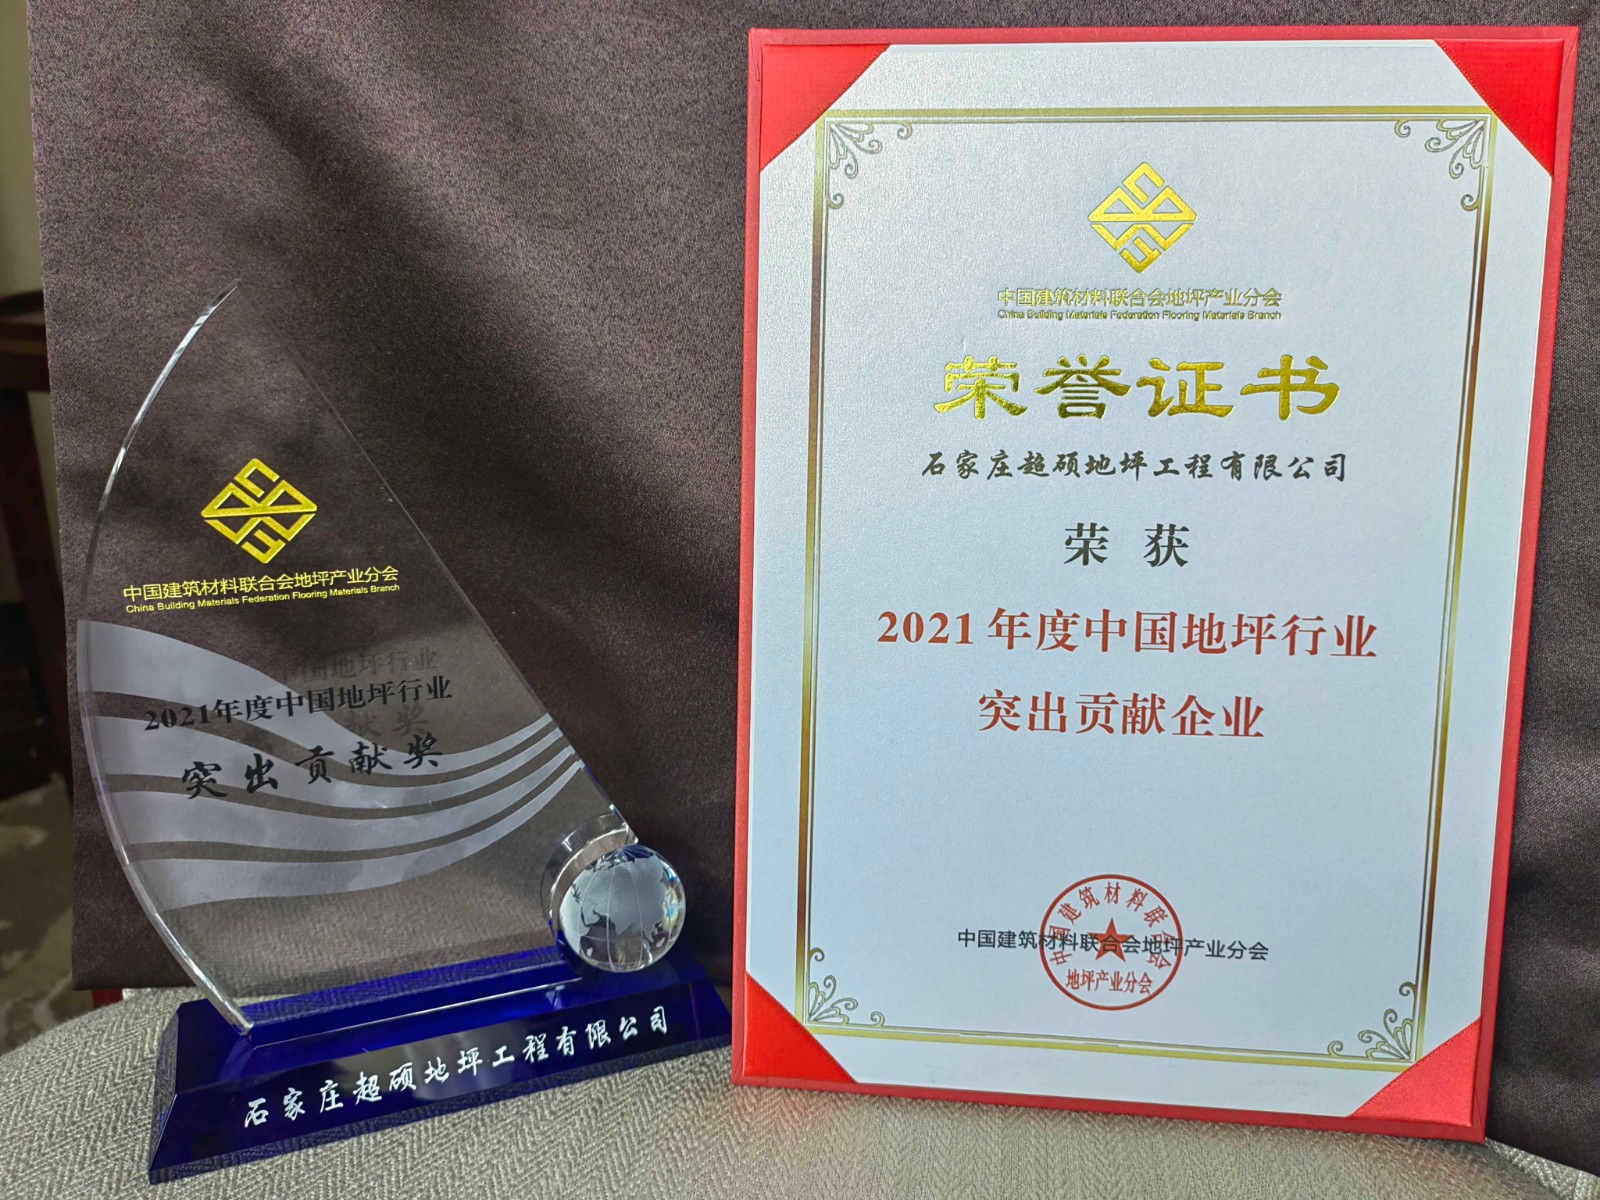 中国建筑材料联合会地坪产业分会
China Building Materials Federation Flooring Materials Branch
2021年度中国地坪行业
突出贡献奖
石家庄超硕地坪工程有限公司
中国建筑材料联合会地坪产业分会
China Building Materials Federation Flooring Materials Branch
荣誉证书
石家庄超硕地坪工程有限公司
荣获
2021年度中国地坪行业
突出贡献企业
中国建筑材料联合会地坪产业分会
中国建筑材料联合会
地坪产业分会